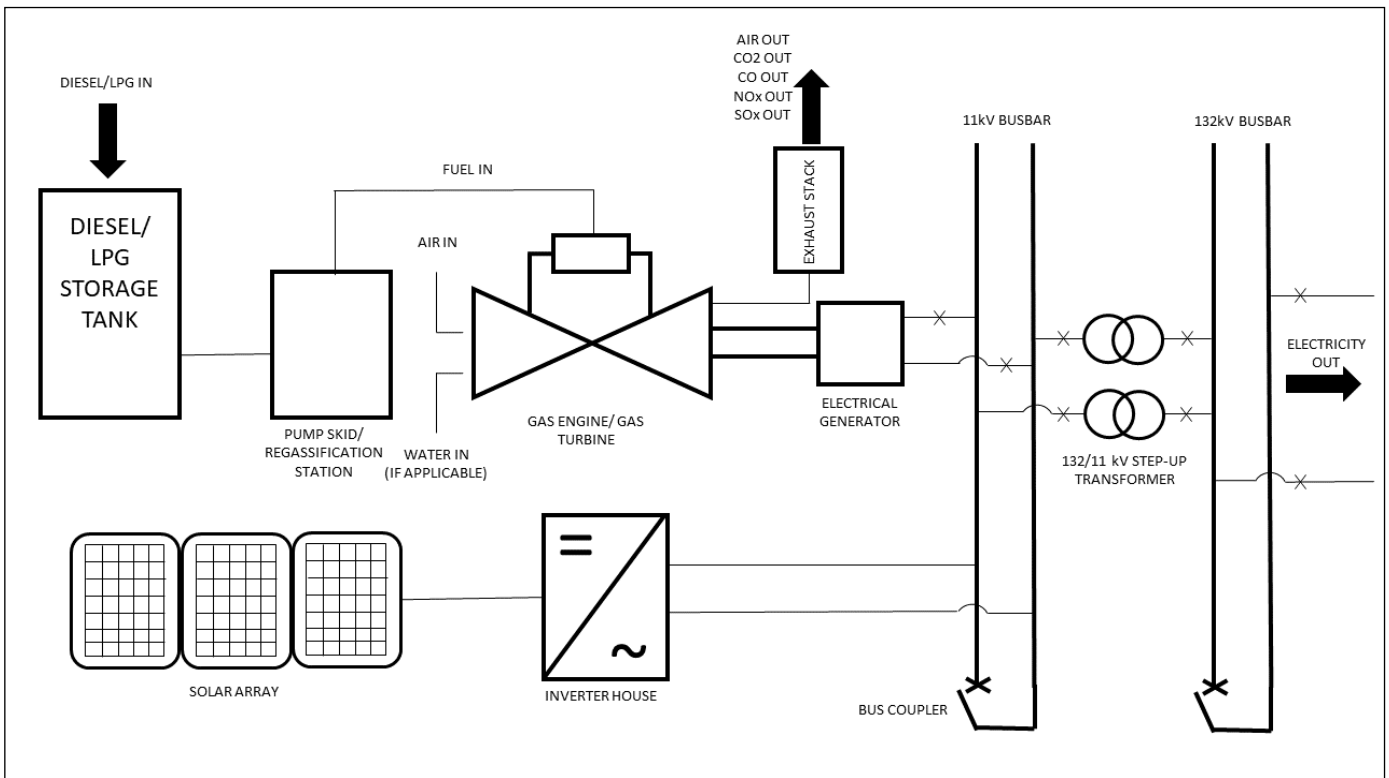 DIESEL/LPG IN
DIESEL/
LPG
STORAGE
TANK
FUEL IN
AIR IN
WATER IN
(IF APPLICABLE)
PUMP SKID/
REGASSIFICATION
STATION
GAS ENGINE/ GAS
TURBINE
AIR OUT
CO2 OUT
CO OUT
NOx OUT
SOx OUT
EXHAUST STACK
ELECTRICAL
GENERATOR
11kV BUSBAR
132kV BUSBAR
132/11 kV STEP-UP
TRANSFORMER
ELECTRICITY
OUT
SOLAR ARRAY
INVERTER HOUSE
BUS COUPLER